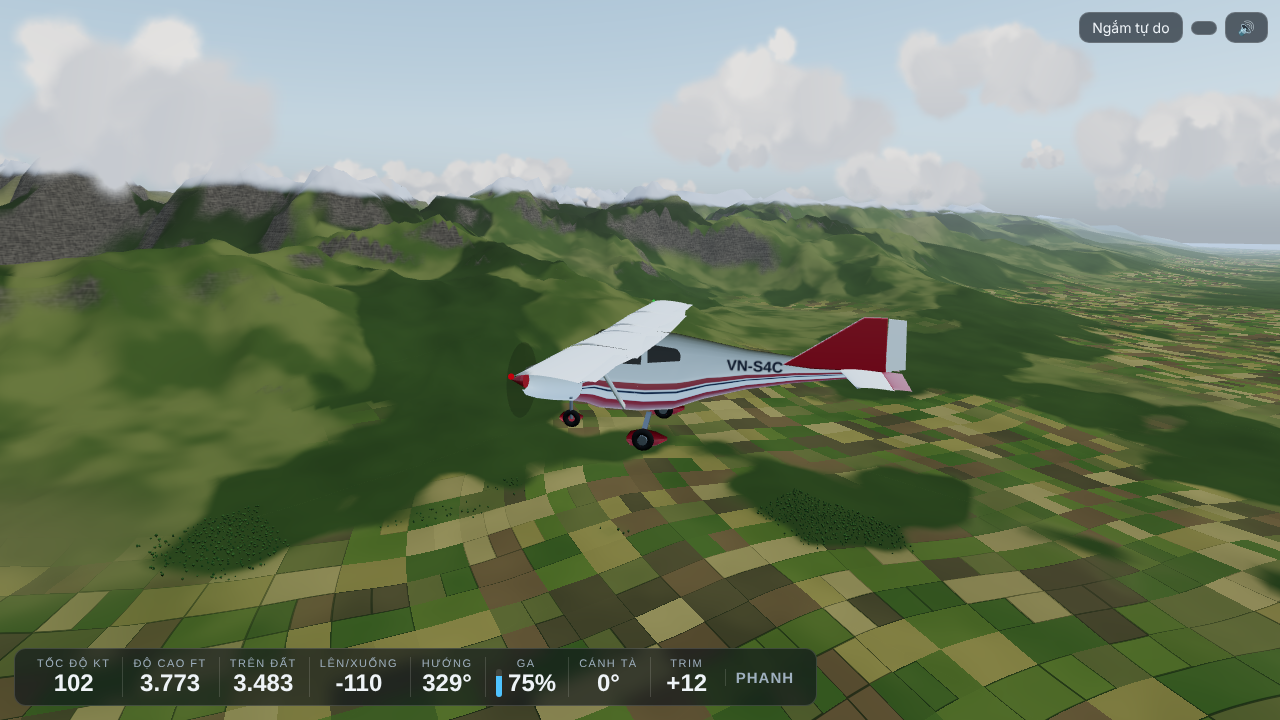 Ngắm tự do
VN-S4C
TỐC ĐỘ KT
102
ĐỘ CAO FT
3.773
TRÊN ĐẤT
3.483
LÊN/XUỐNG
-110
HƯỚNG
329°
GA
75%
CÁNH TÀ
0°
TRIM
+12
PHANH